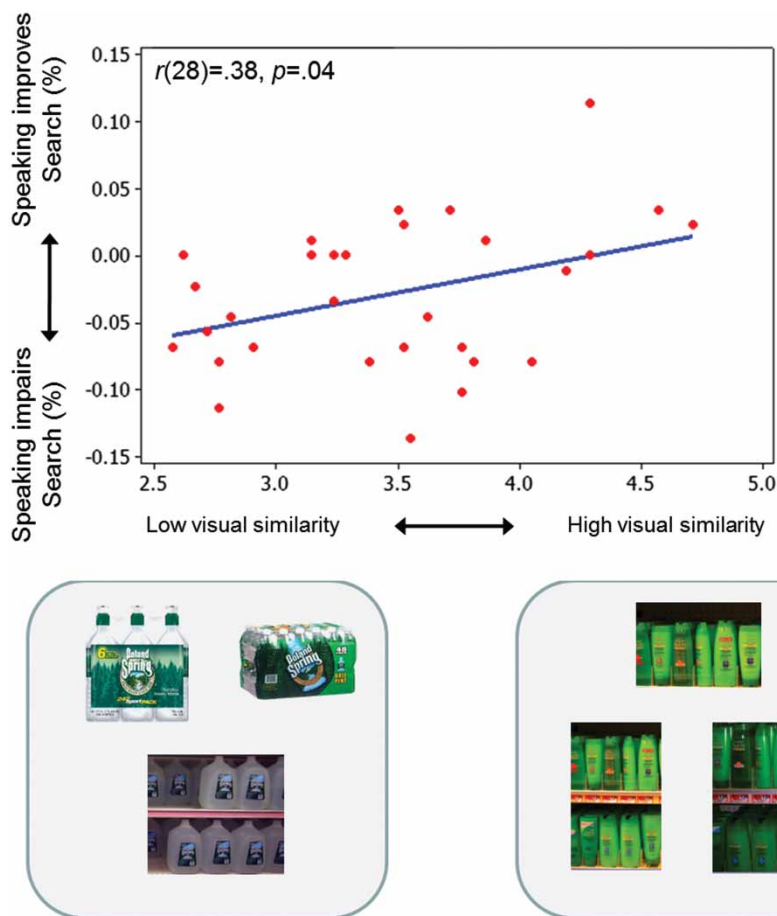 Speaking improves
Search (%)
Speaking impairs
Search (%)
r(28)=.38, p=.04
0.15
0.10
0.05
0.00
-0.05
-0.10
-0.15
2.5 3.0 3.5 4.0 4.5 5.0
Low visual similarity High visual similarity
6
Poland
Spring
Poland
Spring